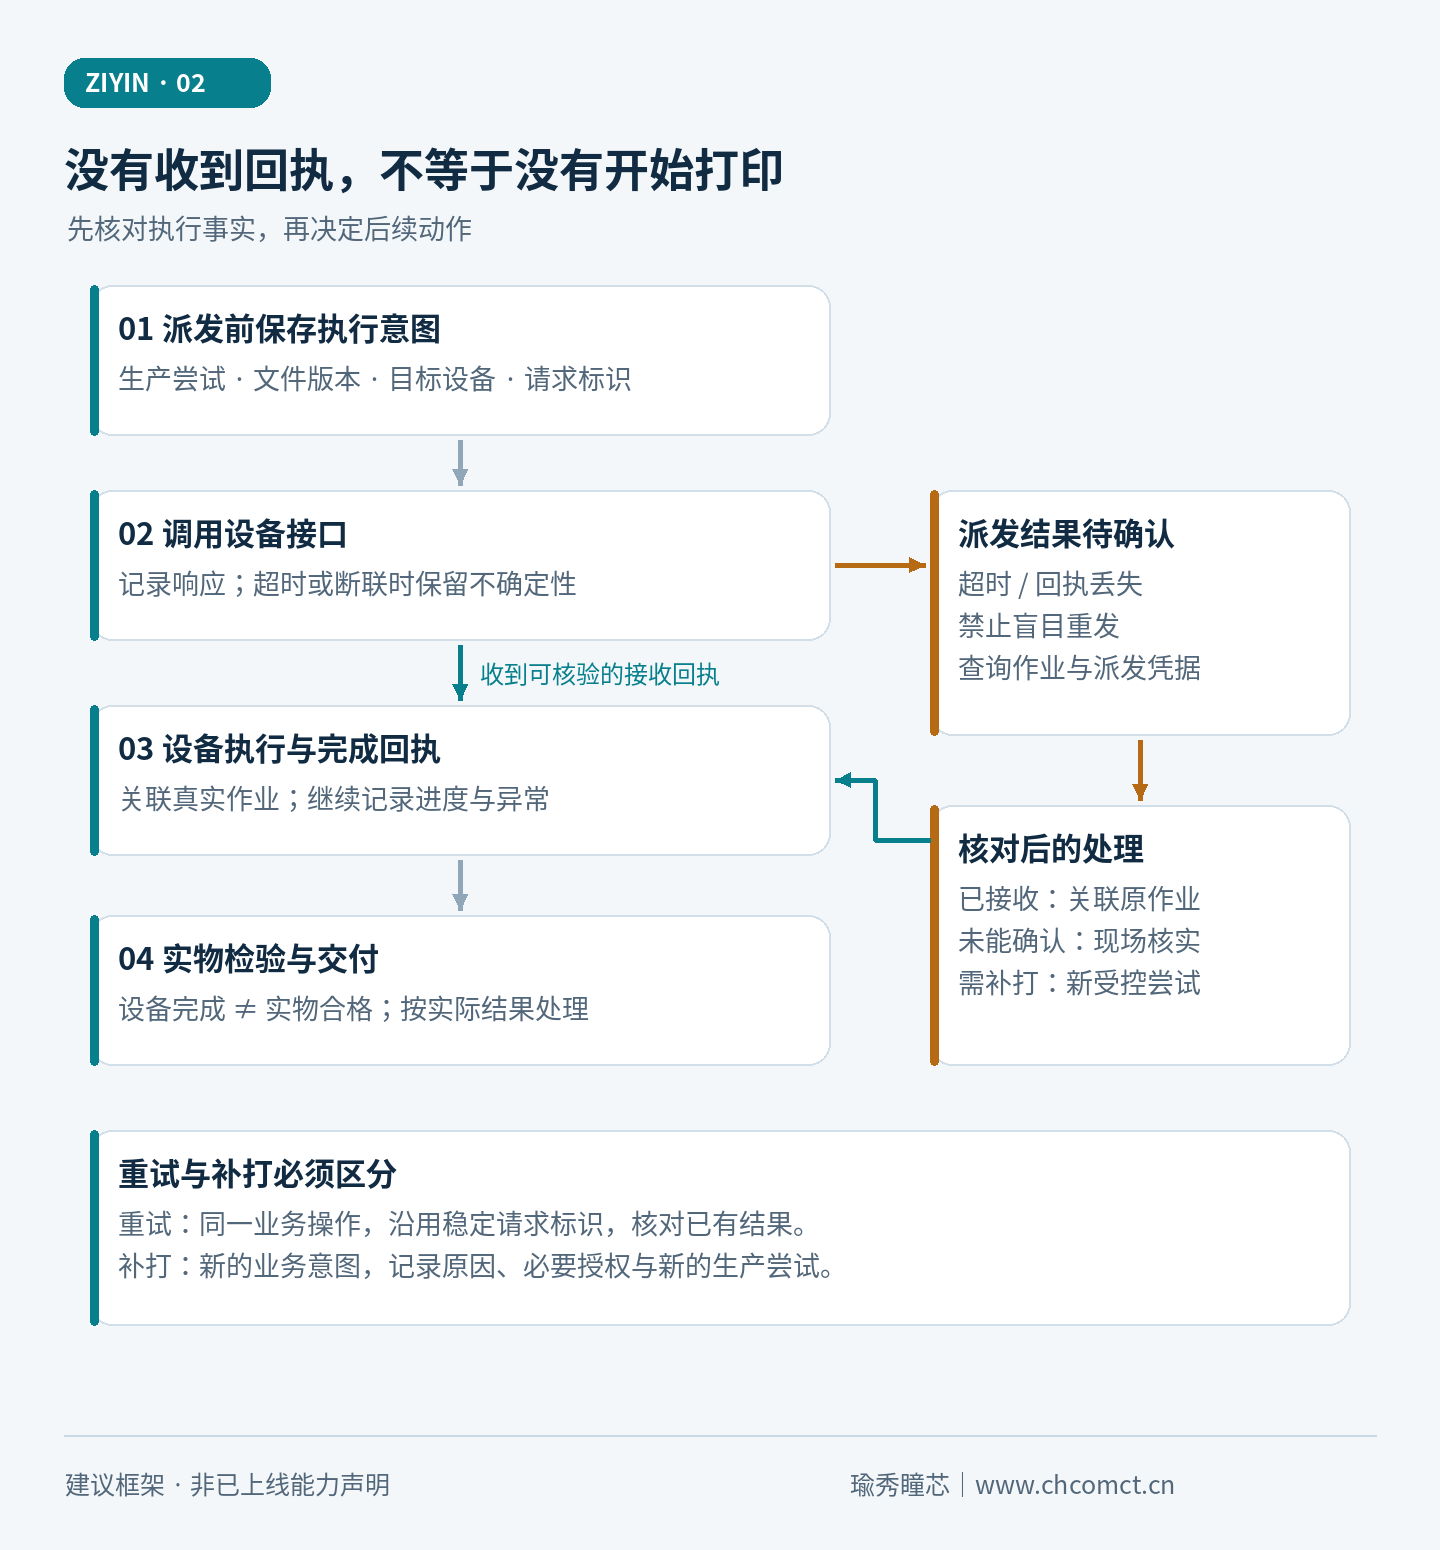 ZIYIN · 02
没有收到回执，不等于没有开始打印
先核对执行事实，再决定后续动作
01 派发前保存执行意图
生产尝试 · 文件版本 · 目标设备 · 请求标识
02 调用设备接口
记录响应；超时或断联时保留不确定性
派发结果待确认
超时 / 回执丢失
禁止盲目重发
查询作业与派发凭据
收到可核验的接收回执
03 设备执行与完成回执
关联真实作业；继续记录进度与异常
核对后的处理
已接收：关联原作业
未能确认：现场核实
需补打：新受控尝试
04 实物检验与交付
设备完成 ≠ 实物合格；按实际结果处理
重试与补打必须区分
重试：同一业务操作，沿用稳定请求标识，核对已有结果。
补打：新的业务意图，记录原因、必要授权与新的生产尝试。
建议框架 · 非已上线能力声明
瑜秀瞳芯｜www.chcomct.cn